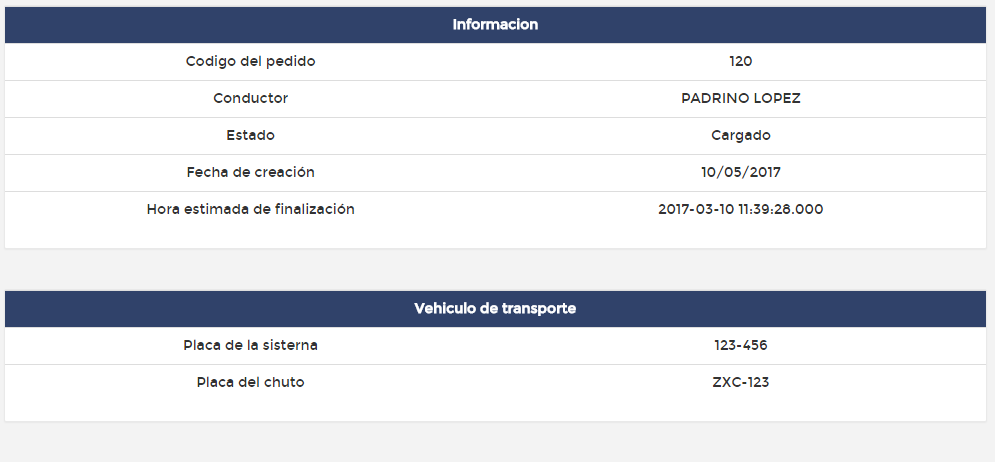 Informacion
Codigo del pedido 120
Conductor PADRINO LOPEZ
Estado Cargado
Fecha de creación 10/05/2017
Hora estimada de finalización 2017-03-10 11:39:28.000
Vehiculo de transporte
Placa de la sisterna 123-456
Placa del chuto ZXC-123